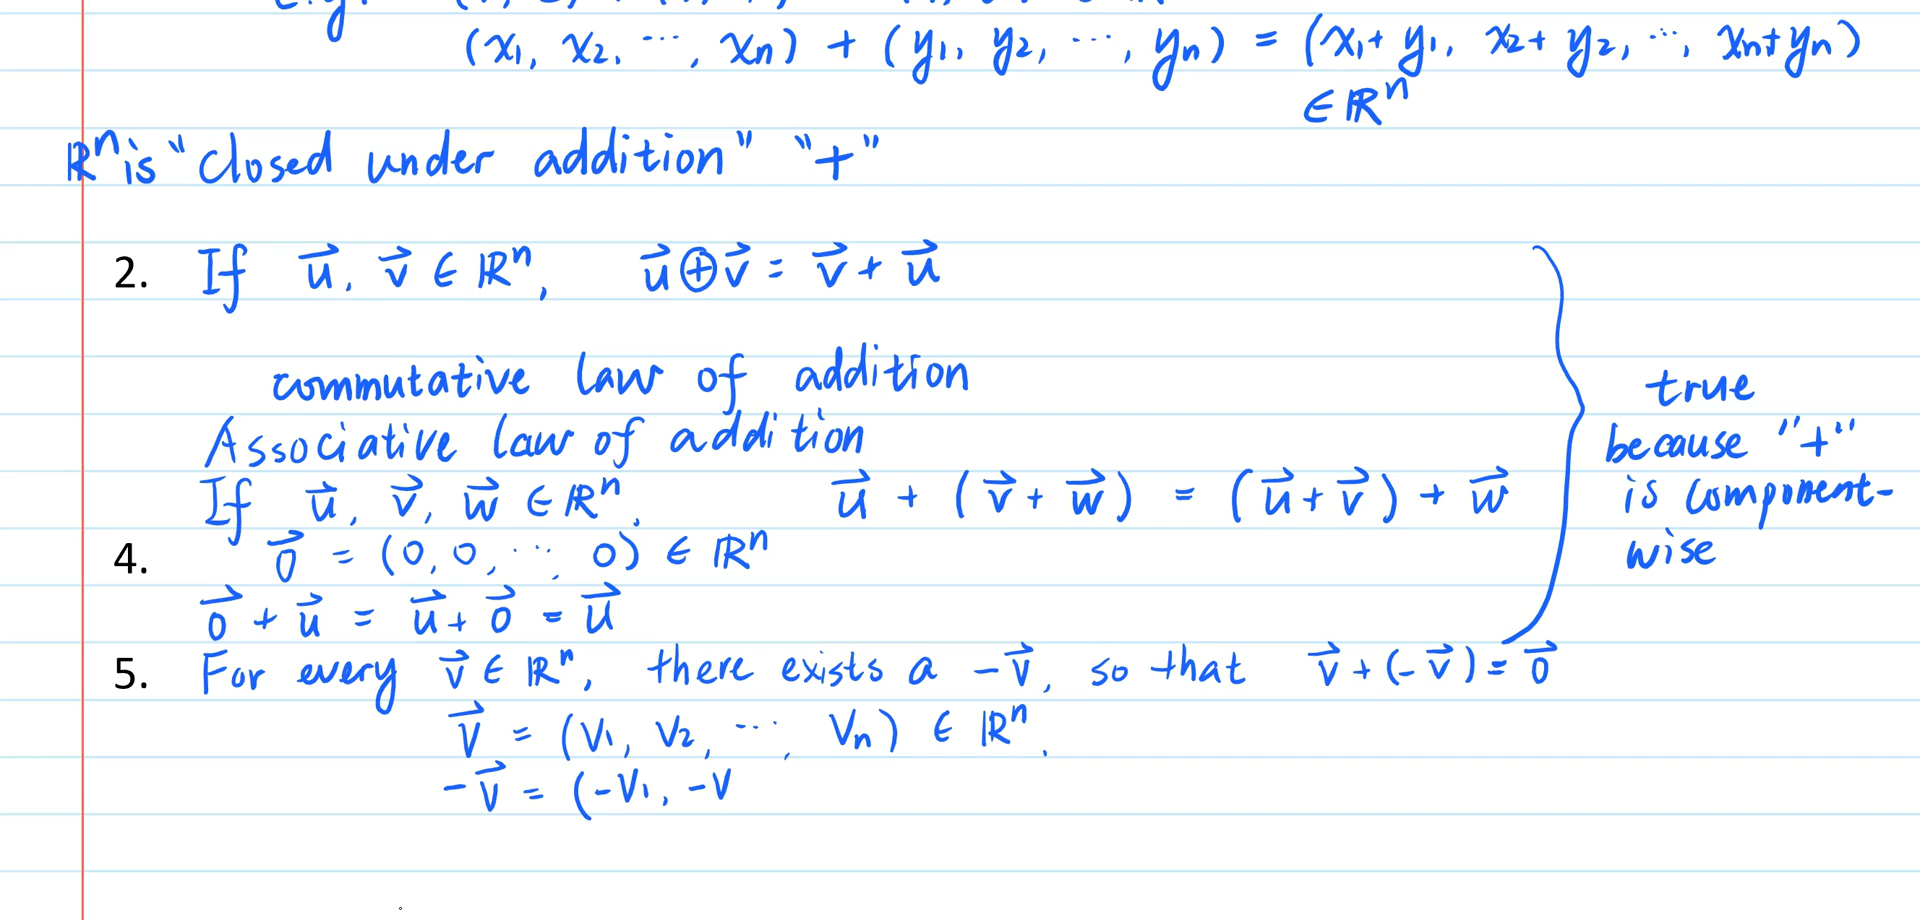 (x₁, x₂, ⋯, xₙ) + (y₁, y₂, ⋯, yₙ) = (x₁+ y₁, x₂+ y₂, ⋯, xₙ+yₙ)
∈ ℝⁿ
ℝⁿ is "closed under addition" "+"
2. If u⃗, v⃗ ∈ ℝⁿ, u⃗ ⊕ v⃗ = v⃗ + u⃗
commutative law of addition
Associative law of addition
If u⃗, v⃗, w⃗ ∈ ℝⁿ, u⃗ + (v⃗ + w⃗) = (u⃗ + v⃗) + w⃗
4. 0⃗ = (0, 0, ⋯, 0) ∈ ℝⁿ
0⃗ + u⃗ = u⃗ + 0⃗ = u⃗
true
because "+"
is component-
wise
5. For every v⃗ ∈ ℝⁿ, there exists a -v⃗, so that v⃗ + (-v⃗) = 0⃗
v⃗ = (v₁, v₂, ⋯, vₙ) ∈ ℝⁿ,
-v⃗ = (-v₁, -v